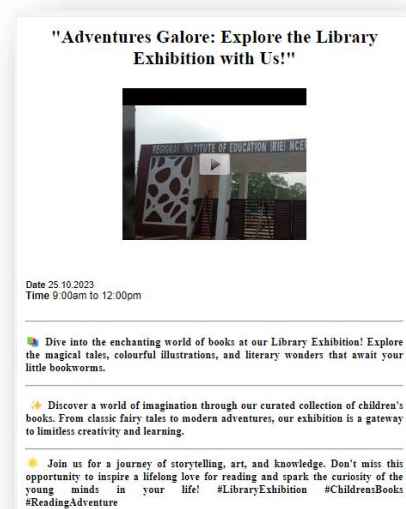 "Adventures Galore: Explore the Library
Exhibition with Us!"
REGIONAL INSTITUTE OF EDUCATION (RIE) NCE
Date 25.10.2023
Time 9:00am to 12:00pm
Dive into the enchanting world of books at our Library Exhibition! Explore
the magical tales, colourful illustrations, and literary wonders that await your
little bookworms.
Discover a world of imagination through our curated collection of children's
books. From classic fairy tales to modern adventures, our exhibition is a gateway
to limitless creativity and learning.
Join us for a journey of storytelling, art, and knowledge. Don't miss this
opportunity to inspire a lifelong love for reading and spark the curiosity of the
young minds in your life! #LibraryExhibition #ChildrensBooks
#ReadingAdventure